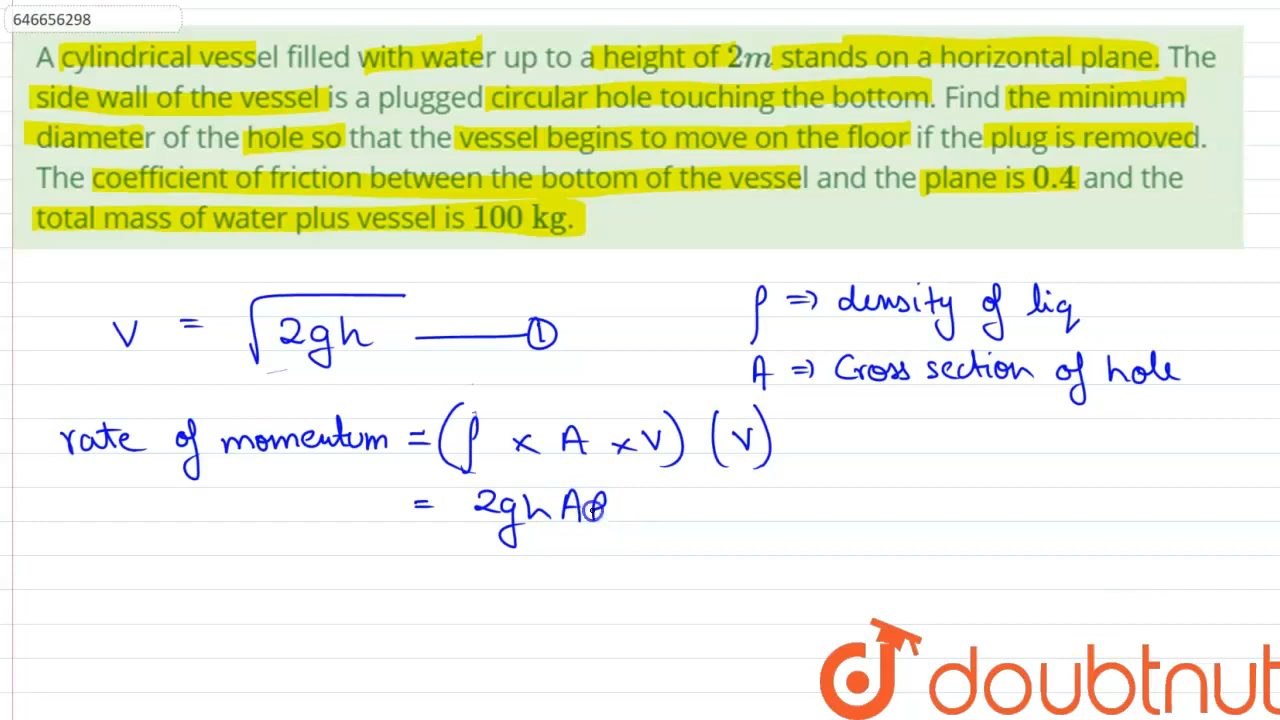 646656298
A cylindrical vessel filled with water up to a height of 2m stands on a horizontal plane. The
side wall of the vessel is a plugged circular hole touching the bottom. Find the minimum
diameter of the hole so that the vessel begins to move on the floor if the plug is removed.
The coefficient of friction between the bottom of the vessel and the plane is 0.4 and the
total mass of water plus vessel is 100 kg.
v = √2gh ——— ①
ρ ⇒ density of liq
A ⇒ Cross section of hole
rate of momentum = (ρ × A × v) (v)
= 2gh Aρ
doubtnut